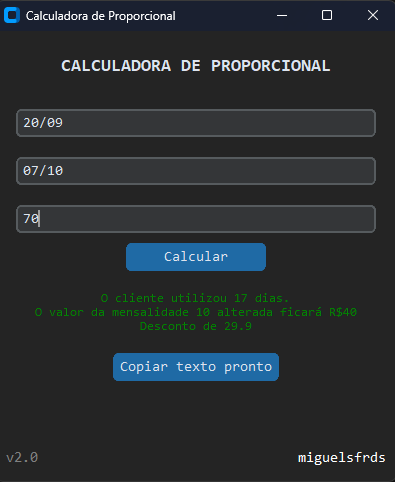 Calculadora de Proporcional
CALCULADORA DE PROPORCIONAL
20/09
07/10
70
Calcular
O cliente utilizou 17 dias.
O valor da mensalidade 10 alterada ficará R$40
Desconto de 29.9
Copiar texto pronto
v2.0
miguelsfrds